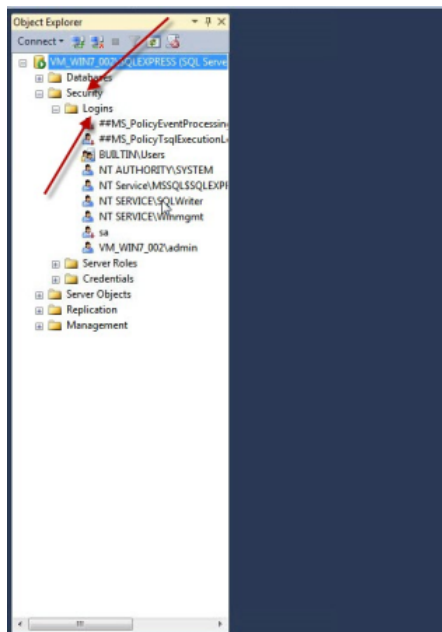 Object Explorer
Connect
VM_WIN7_002\SQLEXPRESS (SQL Serve
Databases
Security
Logins
##MS_PolicyEventProcessin
##MS_PolicyTsqlExecutionL
BUILTIN\Users
NT AUTHORITY\SYSTEM
NT Service\MSSQL$SQLEXPI
NT SERVICE\SQLWriter
NT SERVICE\Winmgmt
sa
VM_WIN7_002\admin
Server Roles
Credentials
Server Objects
Replication
Management